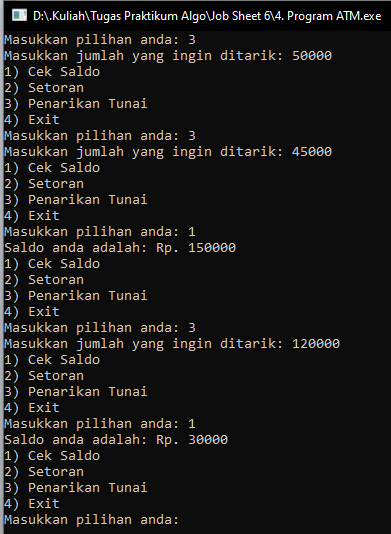 D:\.Kuliah\Tugas Praktikum Algo\Job Sheet 6\4. Program ATM.exe
Masukkan pilihan anda: 3
Masukkan jumlah yang ingin ditarik: 50000
1) Cek Saldo
2) Setoran
3) Penarikan Tunai
4) Exit
Masukkan pilihan anda: 3
Masukkan jumlah yang ingin ditarik: 45000
1) Cek Saldo
2) Setoran
3) Penarikan Tunai
4) Exit
Masukkan pilihan anda: 1
Saldo anda adalah: Rp. 150000
1) Cek Saldo
2) Setoran
3) Penarikan Tunai
4) Exit
Masukkan pilihan anda: 3
Masukkan jumlah yang ingin ditarik: 120000
1) Cek Saldo
2) Setoran
3) Penarikan Tunai
4) Exit
Masukkan pilihan anda: 1
Saldo anda adalah: Rp. 30000
1) Cek Saldo
2) Setoran
3) Penarikan Tunai
4) Exit
Masukkan pilihan anda: